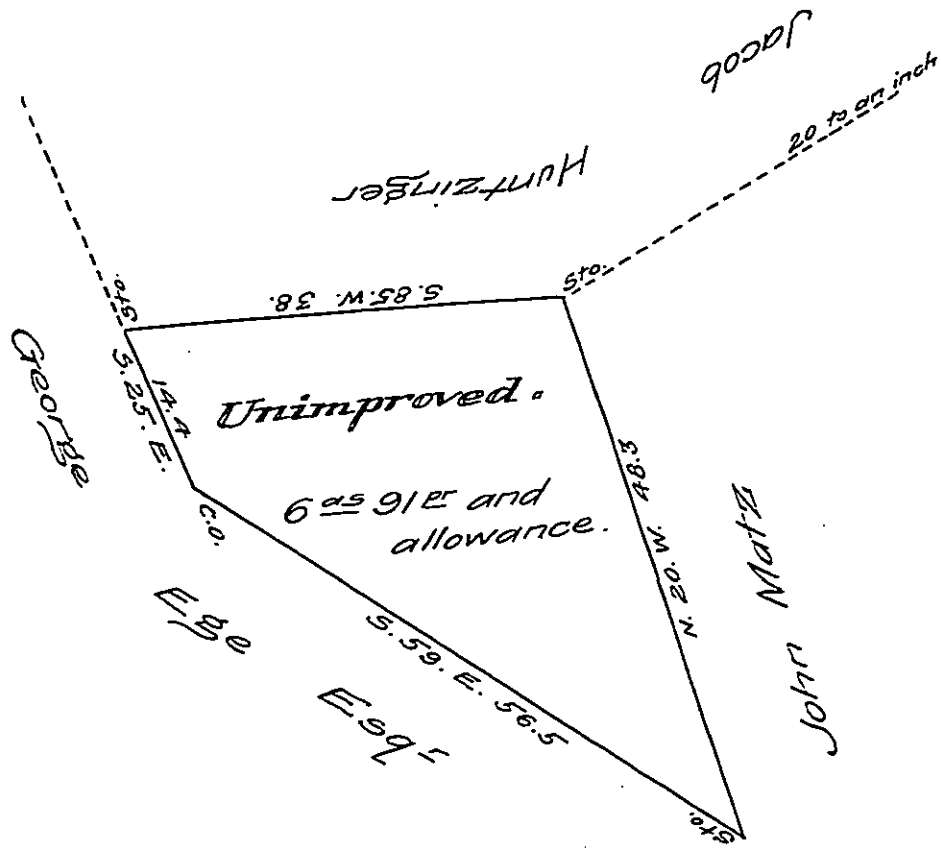 Jacob
20 to an inch
Huntzinger
Sto.
Sto.
S. 85. W. 38.
George
14.4
S. 25. E.
Unimproved.
6 as 91 pr and
allowance.
N. 20. W. 48.3
John Matz
C.O.
Ege
S. 59. E. 56.5
Esqr
Sto.